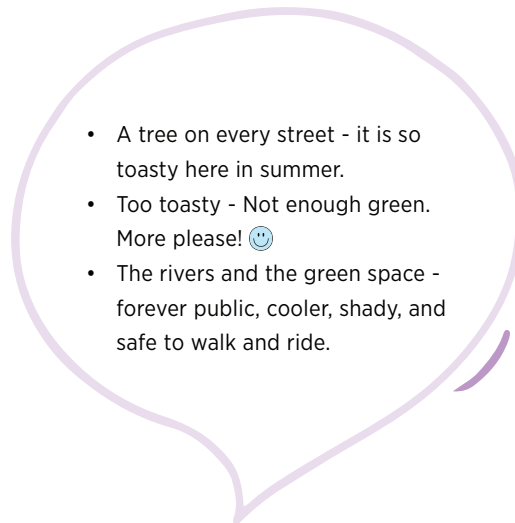 • A tree on every street - it is so
toasty here in summer.
• Too toasty - Not enough green.
More please! 🙂
• The rivers and the green space -
forever public, cooler, shady, and
safe to walk and ride.